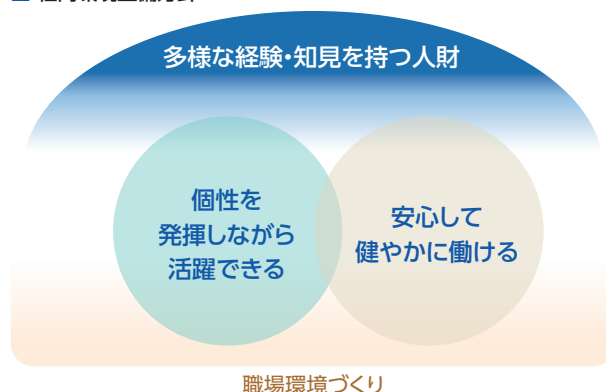 多様な経験・知見を持つ人財
個性を
発揮しながら
活躍できる
安心して
健やかに働ける
職場環境づくり